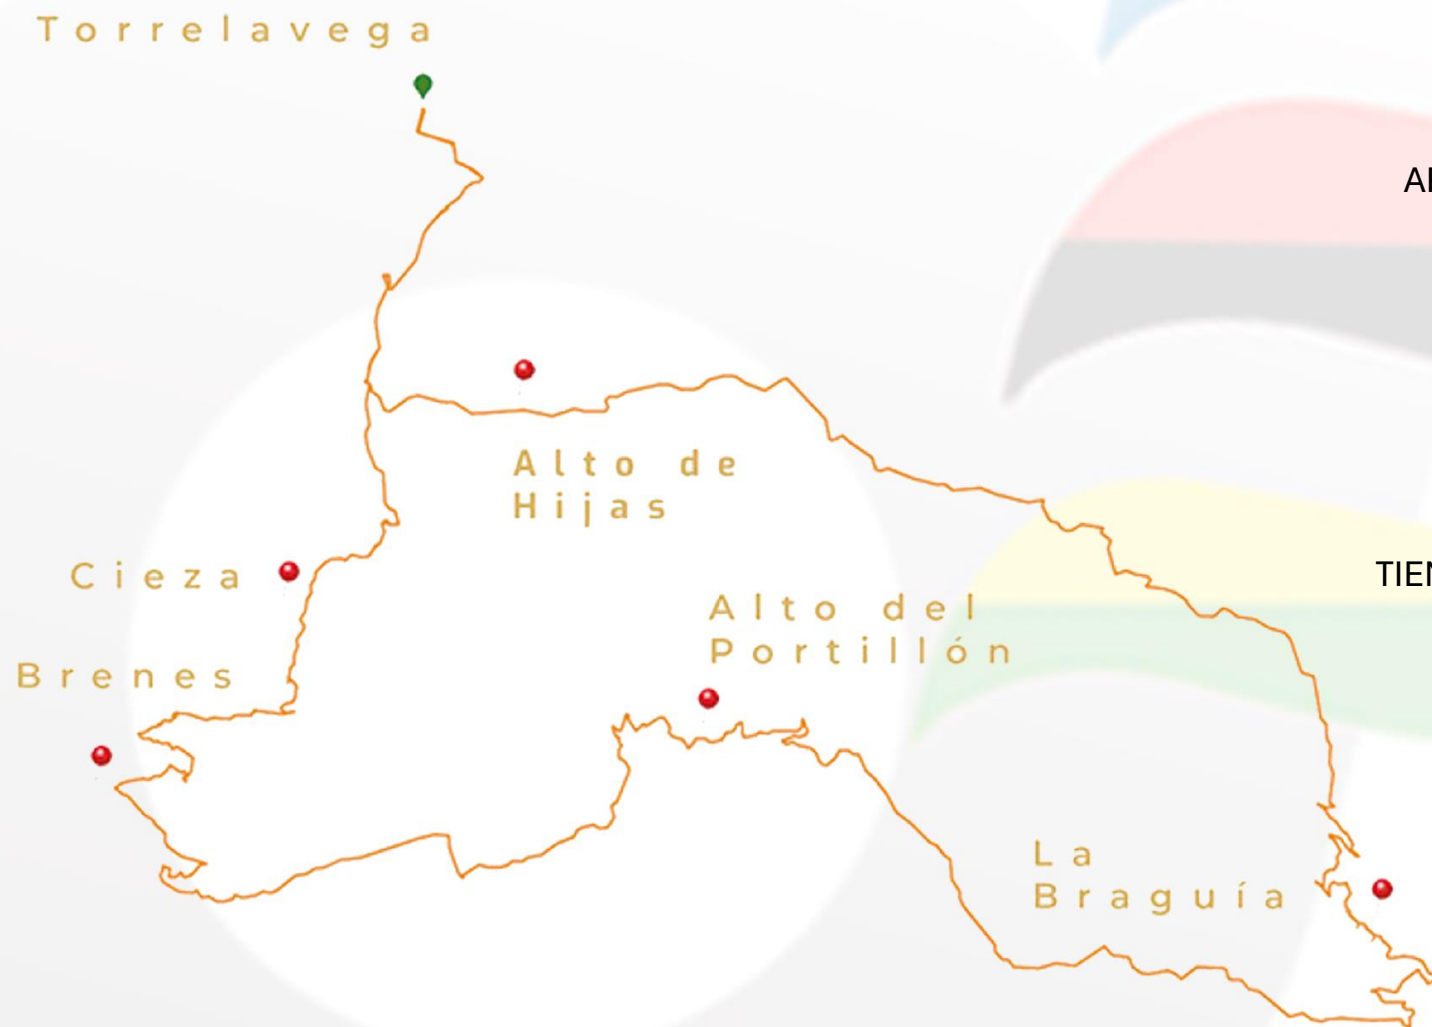 Torrelavega
Alto de
Hijas
Cieza
Alto del
Portillón
Brenes
La
Braguía